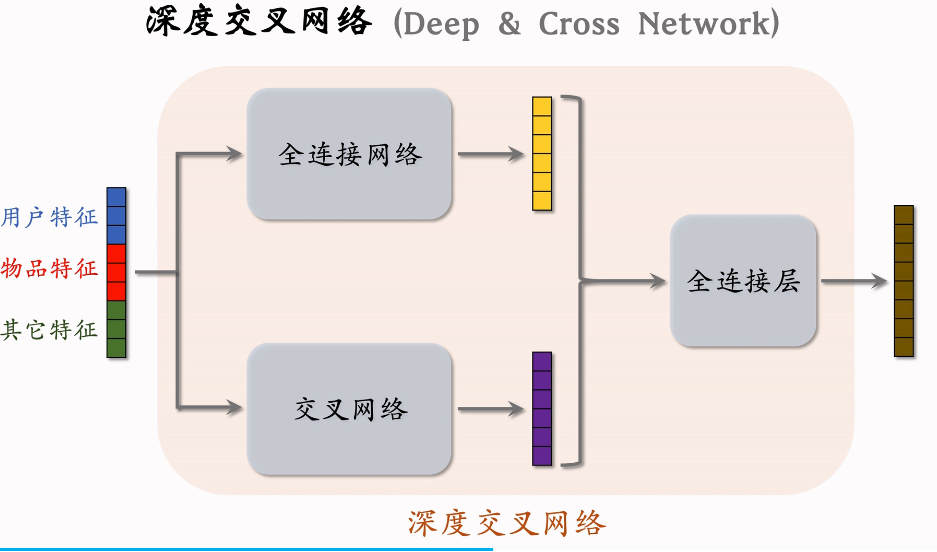 深度交叉网络 (Deep & Cross Network)
全连接网络
用户特征
物品特征
其它特征
全连接层
交叉网络
深度交叉网络